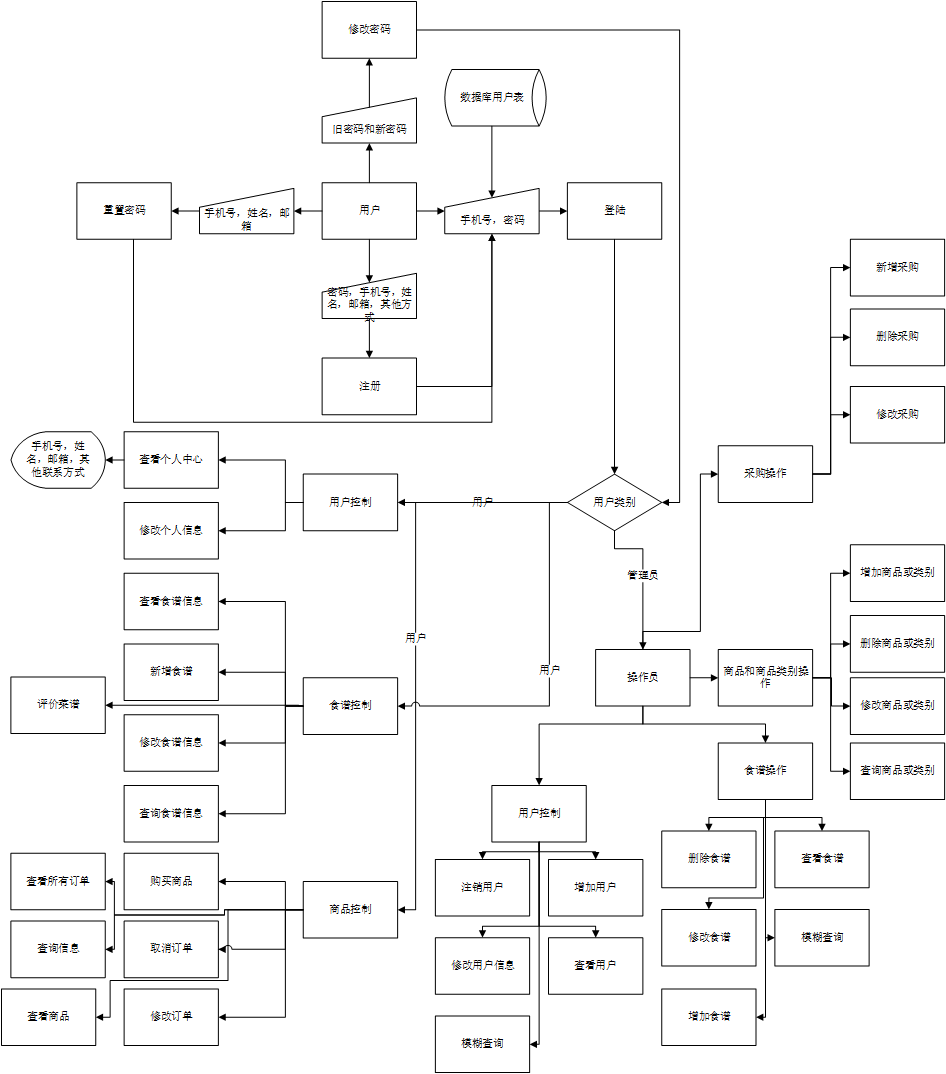 修改密码
数据库用户表
旧密码和新密码
重置密码
手机号，姓名，邮
箱
用户
手机号，密码
登陆
密码，手机号，姓
名，邮箱，其他方
式
注册
新增采购
删除采购
修改采购
手机号，姓
名，邮箱，其
他联系方式
查看个人中心
采购操作
用户控制
用户
用户类别
修改个人信息
管理员
增加商品或类别
查看食谱信息
用户
删除商品或类别
新增食谱
用户
操作员
商品和商品类别操
作
评价菜谱
食谱控制
修改商品或类别
修改食谱信息
食谱操作
查询商品或类别
查询食谱信息
用户控制
删除食谱
查看食谱
查看所有订单
购买商品
注销用户
增加用户
商品控制
修改食谱
模糊查询
查询信息
取消订单
修改用户信息
查看用户
查看商品
修改订单
增加食谱
模糊查询